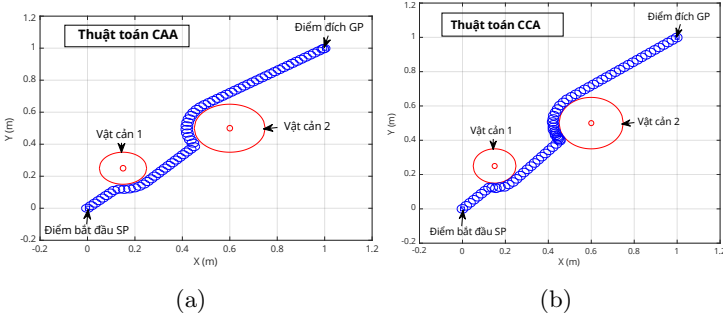 Thuật toán CAA
Điểm đích GP
Vật cản 1
Vật cản 2
Điểm bắt đầu SP
Y (m)
1.2
1
0.8
0.6
0.4
0.2
0
-0.2
-0.2
0
0.2
0.4
0.6
0.8
1
1.2
X (m)
(a)
Thuật toán CCA
Điểm đích GP
Vật cản 1
Vật cản 2
Điểm bắt đầu SP
Y (m)
1.2
1
0.8
0.6
0.4
0.2
0
-0.2
-0.2
0
0.2
0.4
0.6
0.8
1
1.2
X (m)
(b)